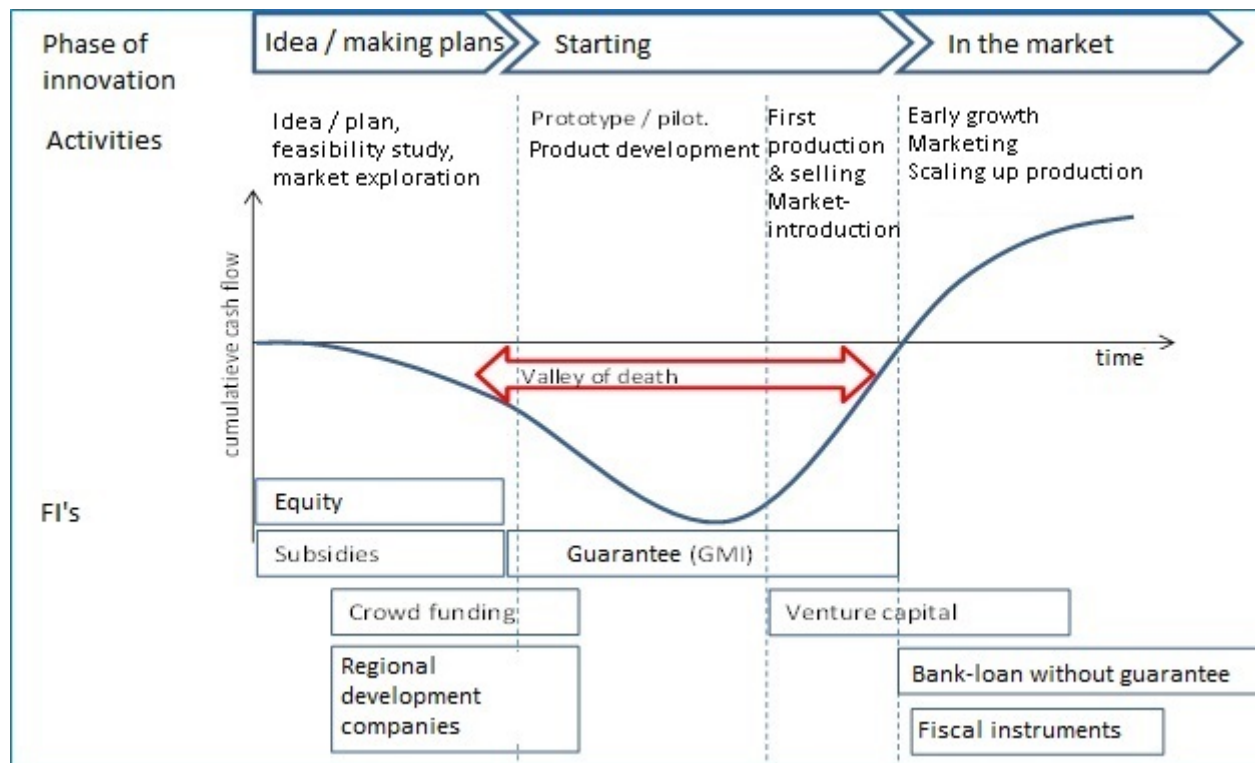 Phase of
innovation
Idea / making plans
Starting
In the market
Activities
Idea / plan,
feasibility study,
market exploration
Prototype / pilot.
Product development
First
production
& selling
Market-
introduction
Early growth
Marketing
Scaling up production
cumulatieve cash flow
time
Valley of death
FI's
Equity
Subsidies
Guarantee (GMI)
Crowd funding
Venture capital
Regional
development
companies
Bank-loan without guarantee
Fiscal instruments